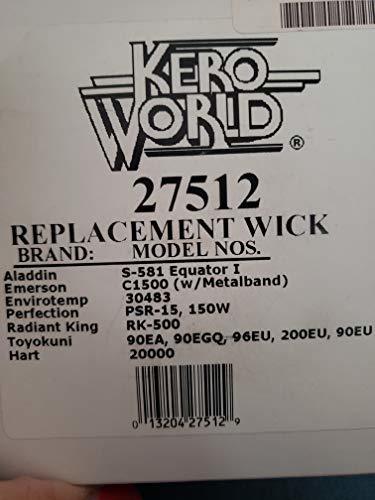 KERO
WORLD ®
27512
REPLACEMENT WICK
BRAND: MODEL NOS.
Aladdin S-581 Equator I
Emerson C1500 (w/Metalband)
Envirotemp 30483
Perfection PSR-15, 150W
Radiant King RK-500
Toyokuni 90EA, 90EGQ, 96EU, 200EU, 90EU
Hart 20000
0 13204 27512 9